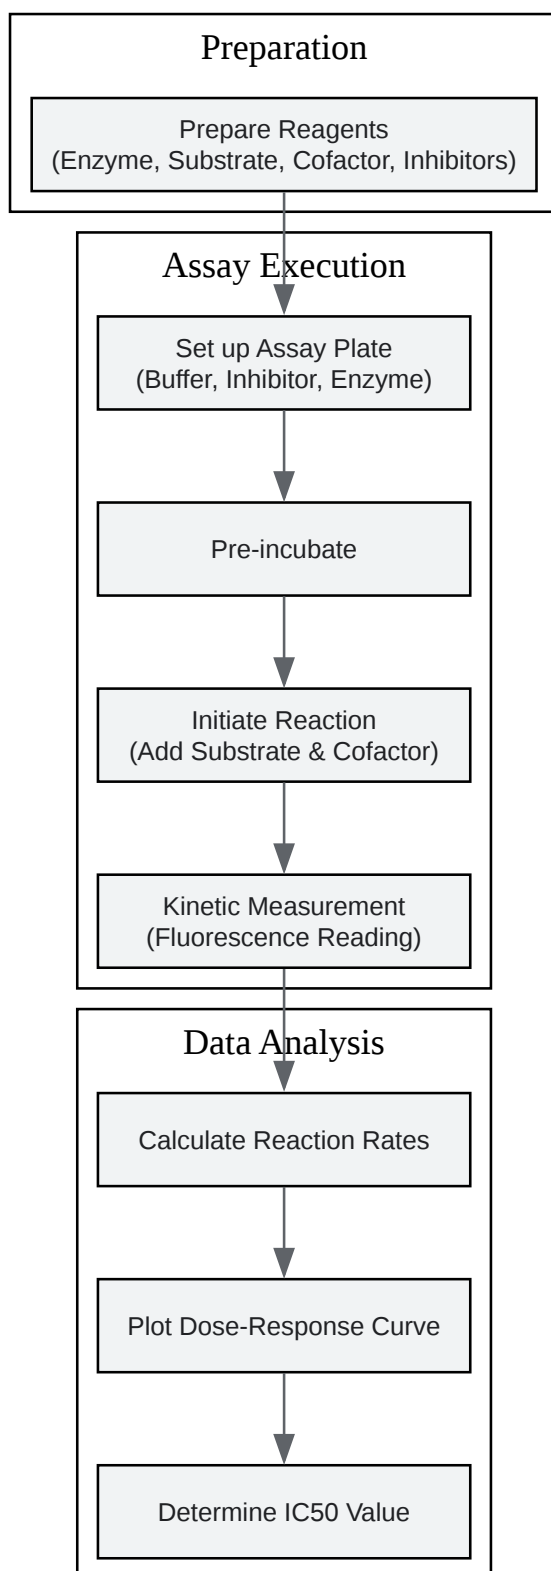 Preparation
Prepare Reagents
(Enzyme, Substrate, Cofactor, Inhibitors)
Assay Execution
Set up Assay Plate
(Buffer, Inhibitor, Enzyme)
Pre-incubate
Initiate Reaction
(Add Substrate & Cofactor)
Kinetic Measurement
(Fluorescence Reading)
Data Analysis
Calculate Reaction Rates
Plot Dose-Response Curve
Determine IC50 Value